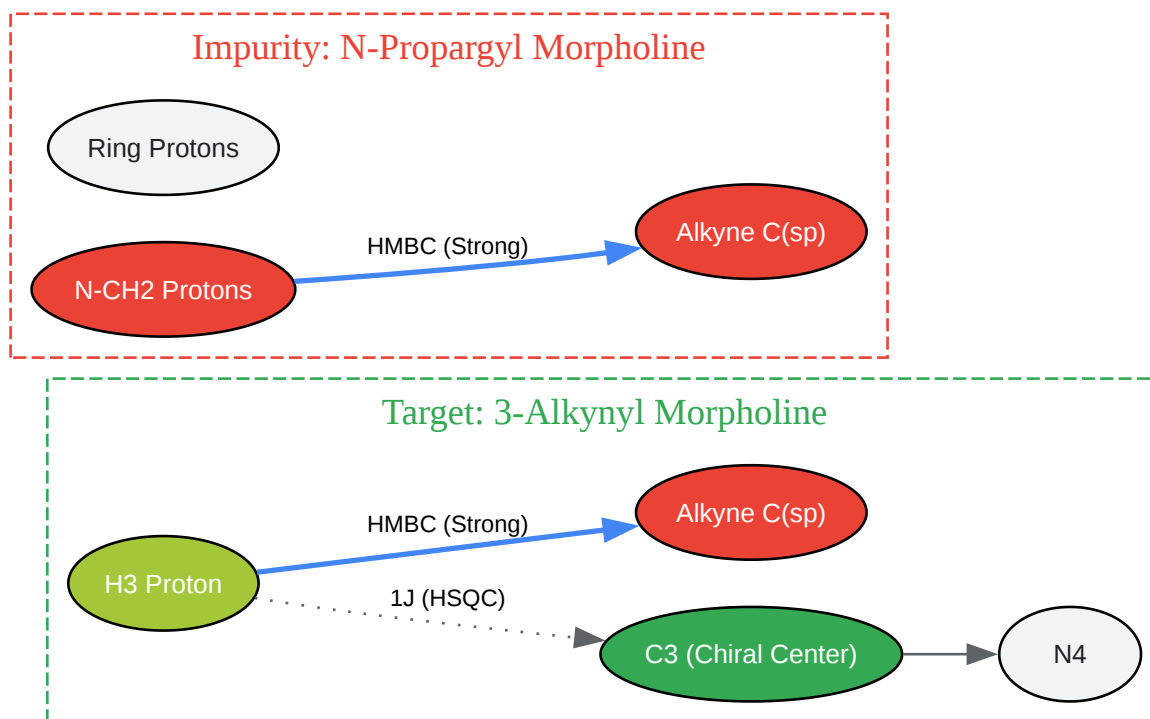 Impurity: N-Propargyl Morpholine
Ring Protons
Alkyne C(sp)
HMBC (Strong)
N-CH2 Protons
Target: 3-Alkynyl Morpholine
Alkyne C(sp)
HMBC (Strong)
H3 Proton
1J (HSQC)
C3 (Chiral Center)
N4